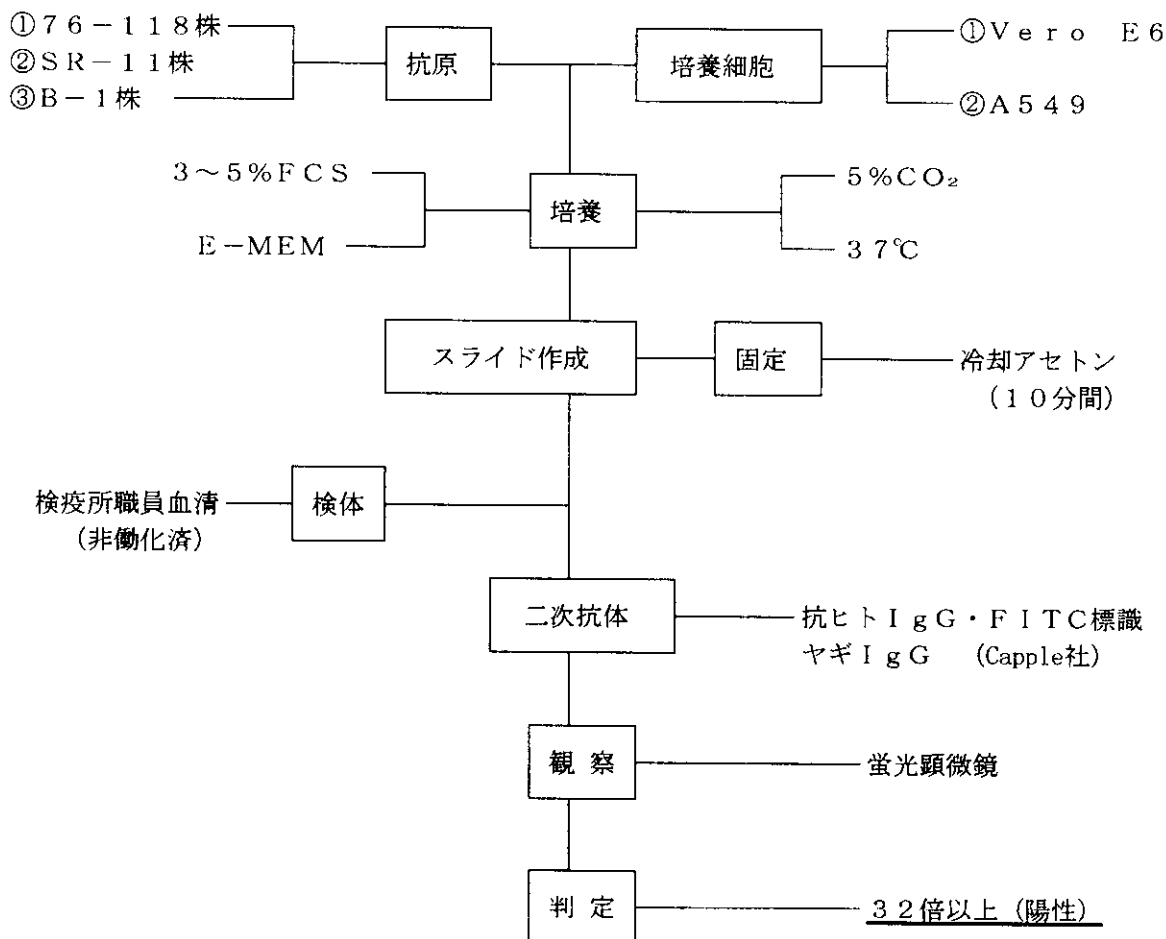 ①76－118株
②SR－11株
③B－1株
抗原
培養細胞
①Vero E6
②A549
3～5%FCS
E－MEM
培養
5%CO₂
37℃
スライド作成
固定
冷却アセトン
（10分間）
検疫所職員血清
（非働化済）
検体
二次抗体
抗ヒトIgG・FITC標識
ヤギIgG (Capple社)
観察
蛍光顕微鏡
判定
32倍以上（陽性）